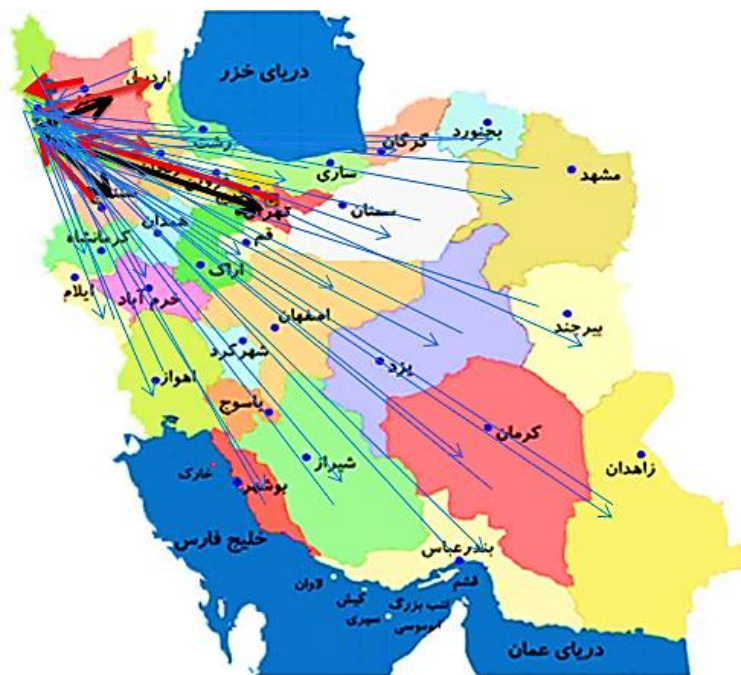 دریای خزر
اردبیل
رشت
گرگان
بجنورد
ساری
مشهد
سمنان
تهران
قم
همدان
کرمانشاه
اراک
ایلام
خرم آباد
اصفهان
بیرجند
شهرکرد
یزد
اهواز
یاسوج
کرمان
شیراز
زاهدان
خارک
بوشهر
خلیج فارس
بندرعباس
لاوان
کیش
قشم
تنب بزرگ
سیری
ابوموسی
دریای عمان